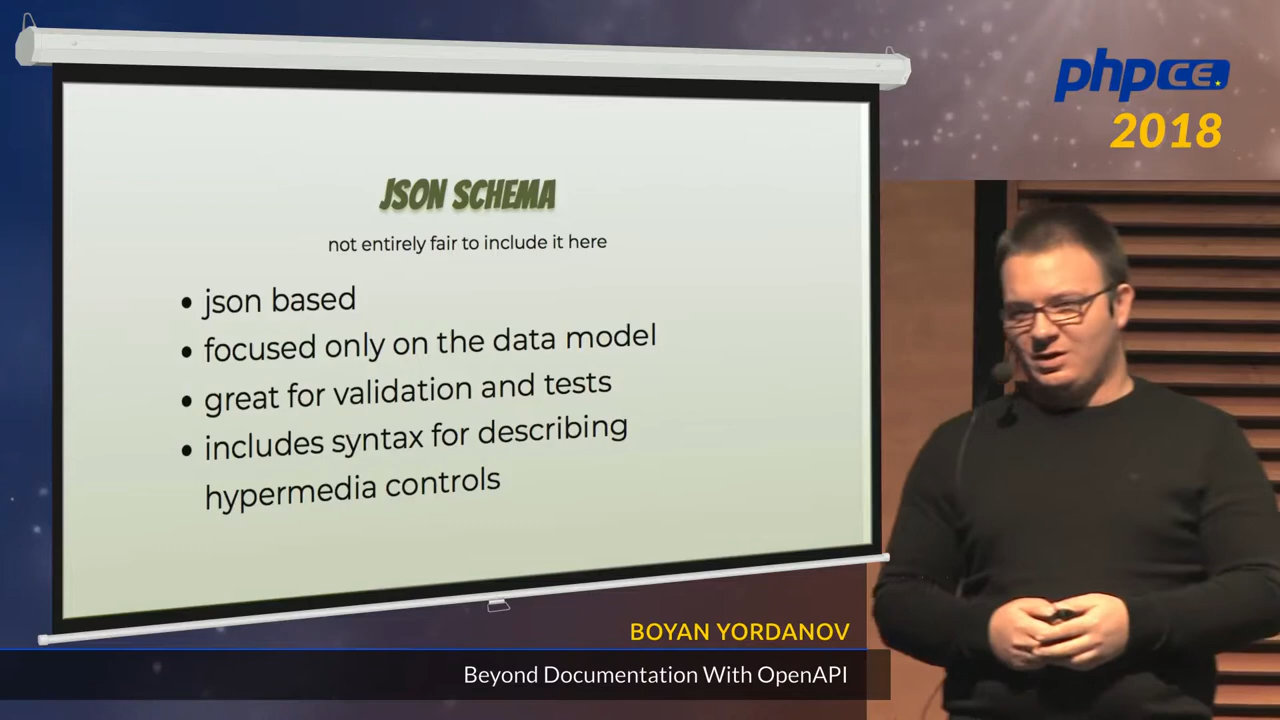 phpce.
2018
JSON SCHEMA
not entirely fair to include it here
• json based
• focused only on the data model
• great for validation and tests
• includes syntax for describing
hypermedia controls
BOYAN YORDANOV
Beyond Documentation With OpenAPI